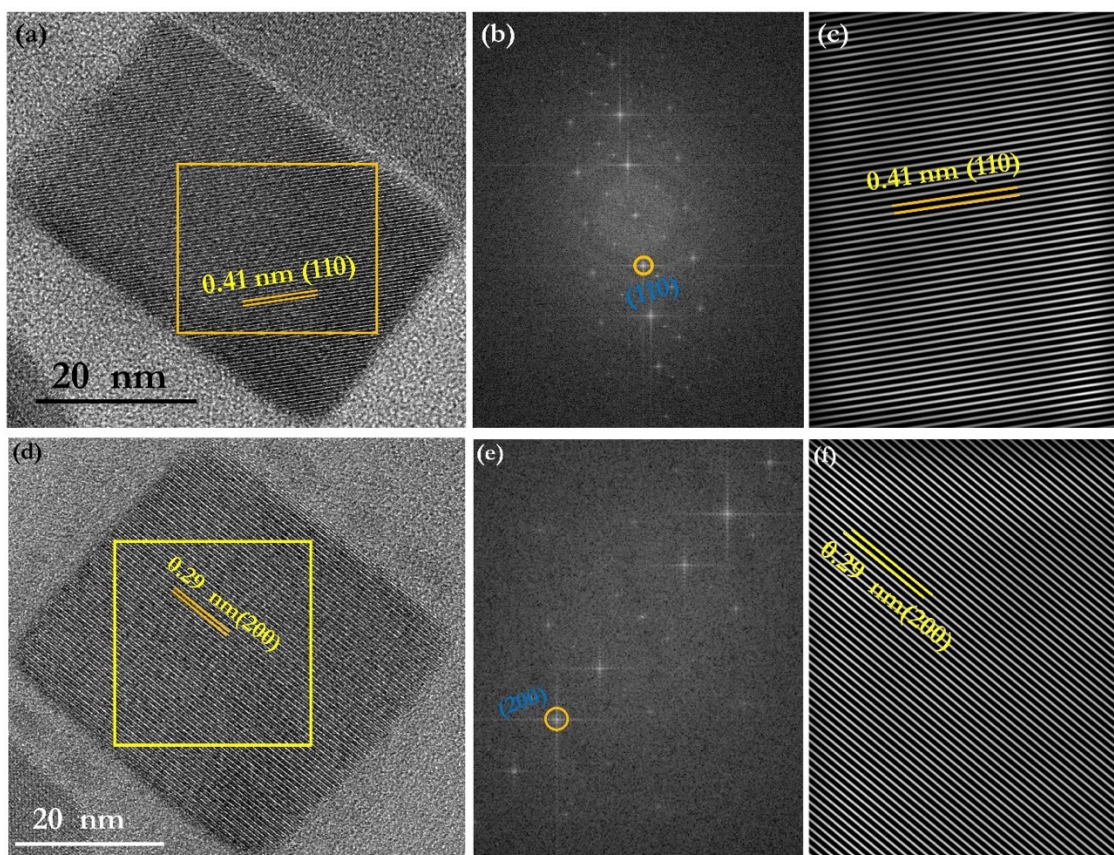 (a)
0.41 nm (110)
20 nm
(b)
(110)
(c)
0.41 nm (110)
(d)
0.29 nm(200)
20 nm
(e)
(200)
(f)
0.29 nm(200)